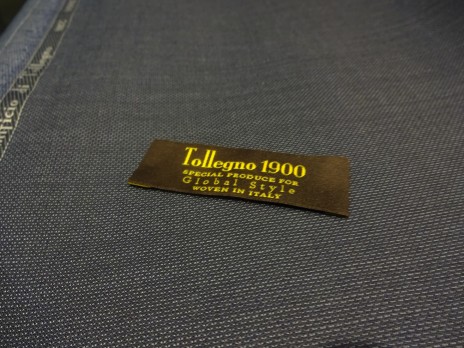 Tollegno 1900
SPECIAL PRODUCE FOR
Global Style
WOVEN IN ITALY